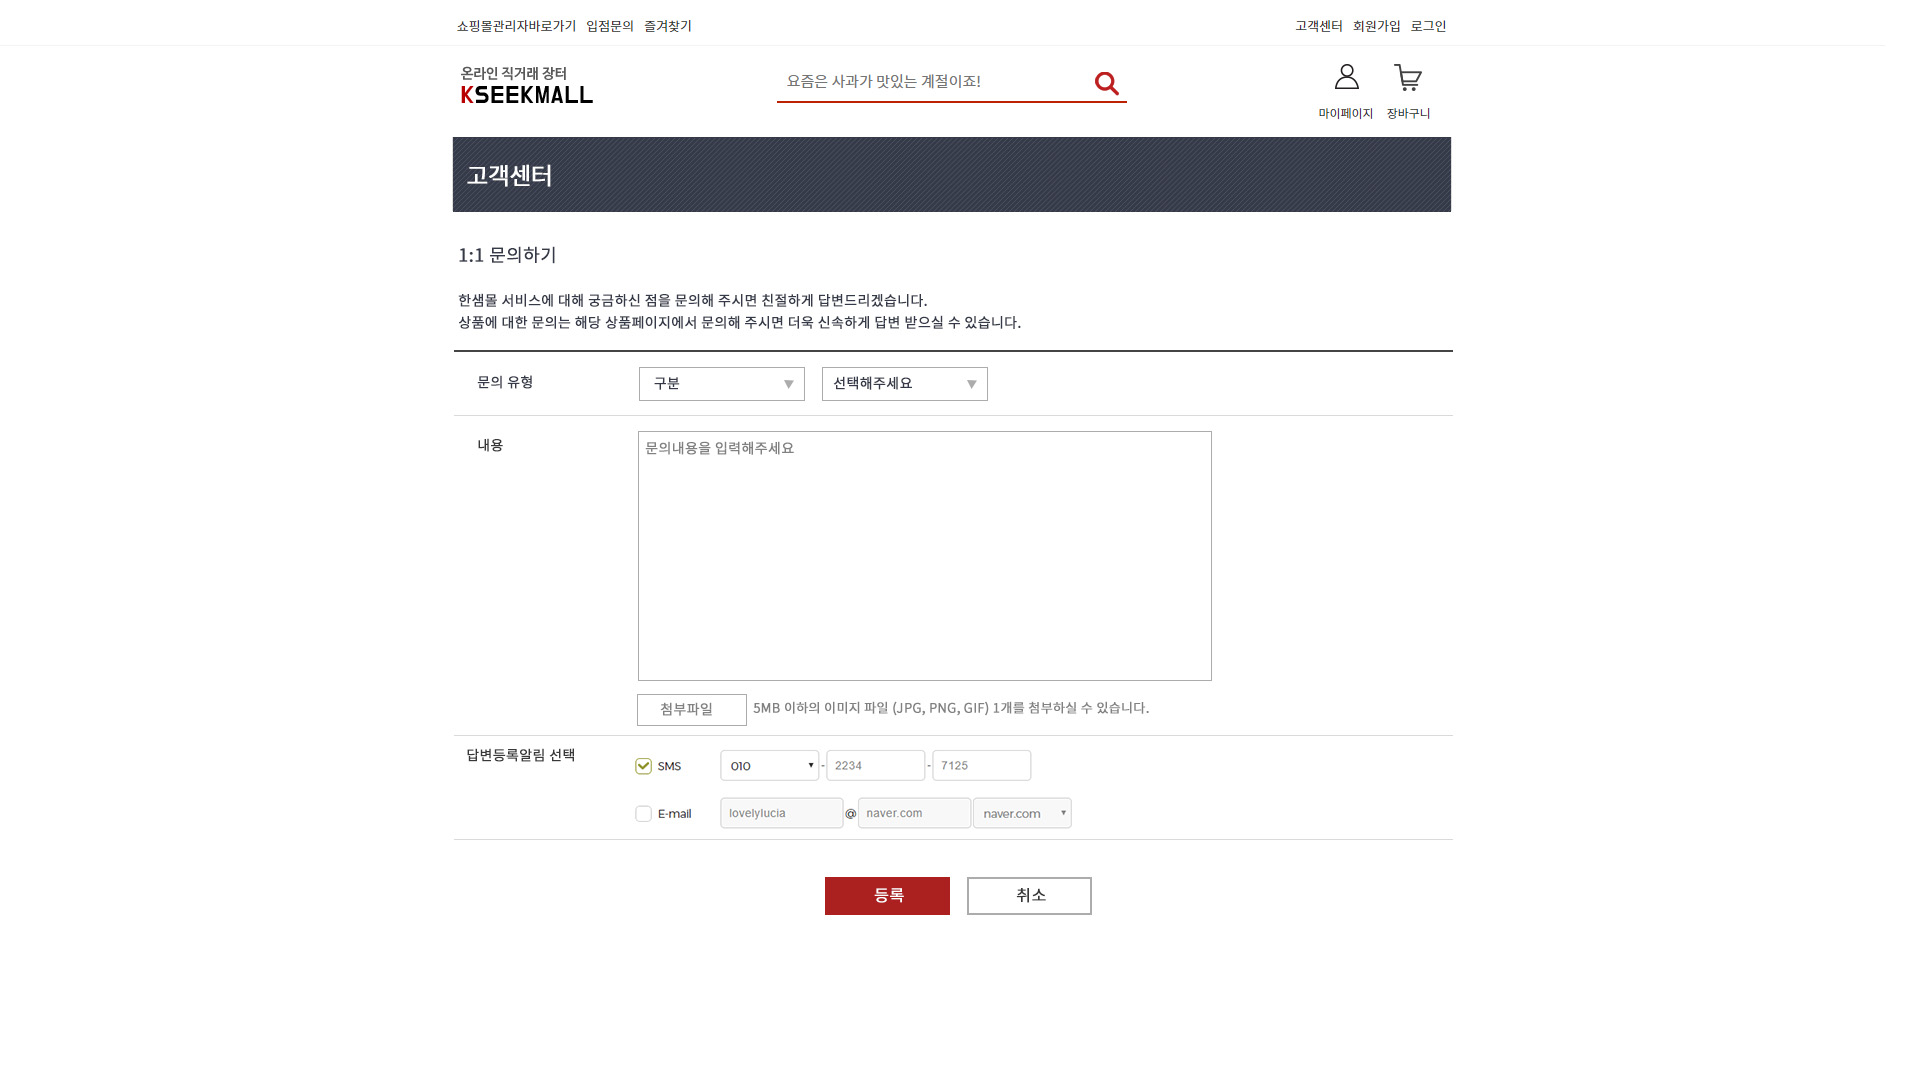 쇼핑몰관리자바로가기 입점문의 즐겨찾기
고객센터 회원가입 로그인
온라인 직거래 장터
KSEEKMALL
요즘은 사과가 맛있는 계절이죠!
마이페이지 장바구니
고객센터
1:1 문의하기
한샘몰 서비스에 대해 궁금하신 점을 문의해 주시면 친절하게 답변드리겠습니다.
상품에 대한 문의는 해당 상품페이지에서 문의해 주시면 더욱 신속하게 답변 받으실 수 있습니다.
문의 유형
구분
선택해주세요
내용
문의내용을 입력해주세요
첨부파일
5MB 이하의 이미지 파일 (JPG, PNG, GIF) 1개를 첨부하실 수 있습니다.
답변등록알림 선택
SMS 010 - 2234 - 7125
E-mail lovelylucia @ naver.com naver.com
등록
취소